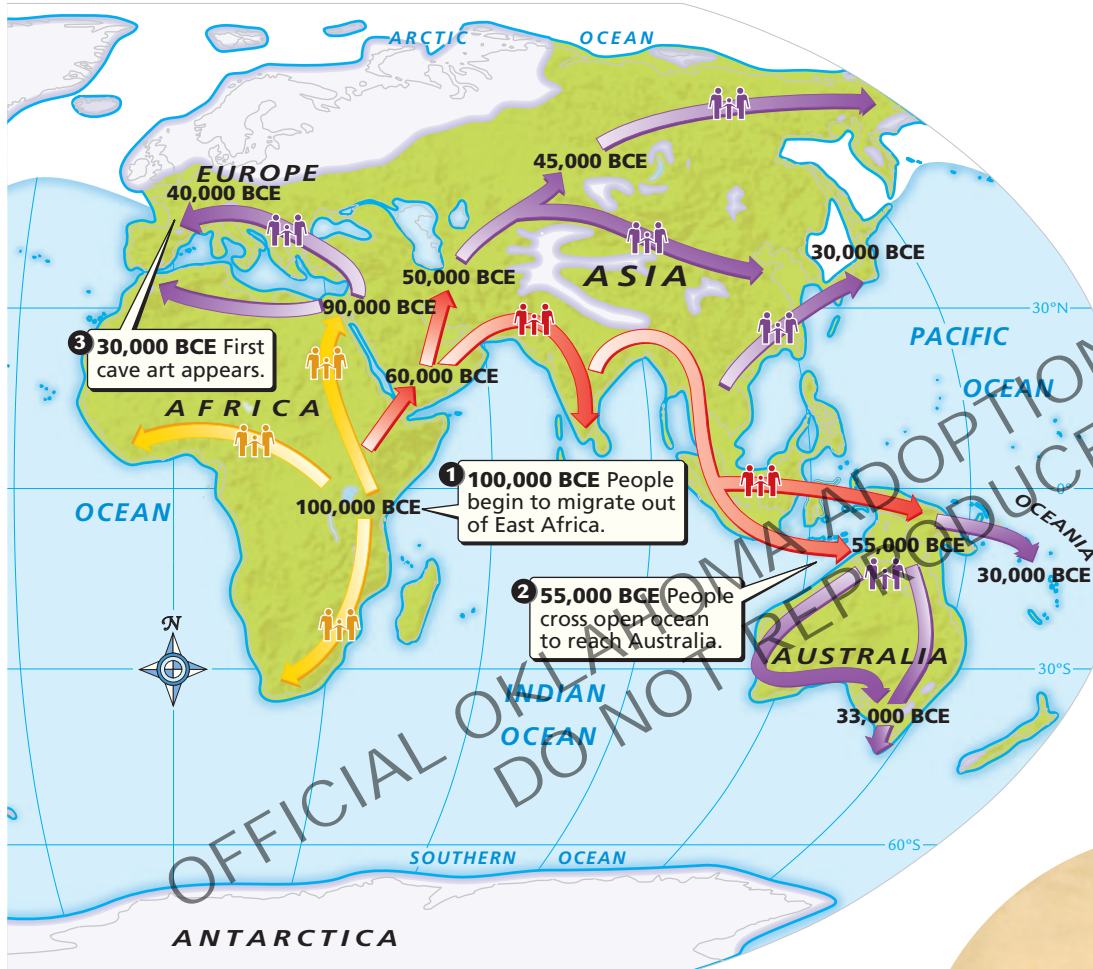 ARCTIC OCEAN
EUROPE
40,000 BCE
45,000 BCE
30,000 BCE
ASIA
50,000 BCE
90,000 BCE
30°N
PACIFIC
OCEAN
3 30,000 BCE First
cave art appears.
60,000 BCE
AFRICA
1 100,000 BCE People
begin to migrate out
of East Africa.
100,000 BCE
OCEAN
0°
OCEANIA
55,000 BCE
30,000 BCE
2 55,000 BCE People
cross open ocean
to reach Australia.
N
AUSTRALIA
30°S
INDIAN
OCEAN
33,000 BCE
OFFICIAL OKLAHOMA ADOPTION
DO NOT REPRODUCE
60°S
SOUTHERN OCEAN
ANTARCTICA